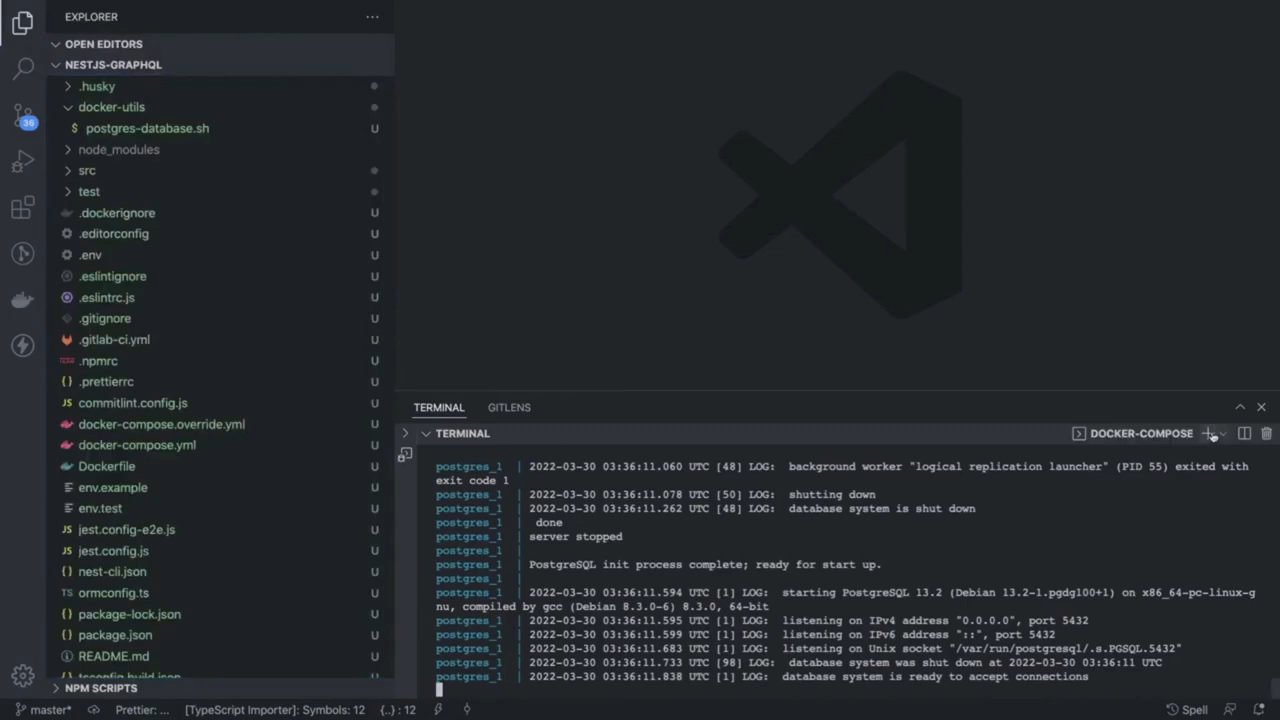 EXPLORER
OPEN EDITORS
NESTJS-GRAPHQL
.husky
docker-utils
$ postgres-database.sh U
node_modules
src
test
.dockerignore U
.editorconfig U
.env U
.eslintignore U
.eslintrc.js U
.gitignore U
.gitlab-ci.yml U
.npmrc U
{} .prettierrc U
JS commitlint.config.js U
docker-compose.override.yml U
docker-compose.yml U
Dockerfile U
env.example U
env.test U
JS jest.config-e2e.js U
JS jest.config.js U
{} nest-cli.json U
TS ormconfig.ts U
{} package-lock.json U
{} package.json U
README.md U
tsconfig.build.json
NPM SCRIPTS
36
TERMINAL GITLENS
TERMINAL DOCKER-COMPOSE
postgres_1 | 2022-03-30 03:36:11.060 UTC [48] LOG: background worker "logical replication launcher" (PID 55) exited with
exit code 1
postgres_1 | 2022-03-30 03:36:11.078 UTC [50] LOG: shutting down
postgres_1 | 2022-03-30 03:36:11.262 UTC [48] LOG: database system is shut down
postgres_1 | done
postgres_1 | server stopped
postgres_1 |
postgres_1 | PostgreSQL init process complete; ready for start up.
postgres_1 |
postgres_1 | 2022-03-30 03:36:11.594 UTC [1] LOG: starting PostgreSQL 13.2 (Debian 13.2-1.pgdg100+1) on x86_64-pc-linux-g
nu, compiled by gcc (Debian 8.3.0-6) 8.3.0, 64-bit
postgres_1 | 2022-03-30 03:36:11.595 UTC [1] LOG: listening on IPv4 address "0.0.0.0", port 5432
postgres_1 | 2022-03-30 03:36:11.599 UTC [1] LOG: listening on IPv6 address "::", port 5432
postgres_1 | 2022-03-30 03:36:11.683 UTC [1] LOG: listening on Unix socket "/var/run/postgresql/.s.PGSQL.5432"
postgres_1 | 2022-03-30 03:36:11.733 UTC [98] LOG: database system was shut down at 2022-03-30 03:36:11 UTC
postgres_1 | 2022-03-30 03:36:11.838 UTC [1] LOG: database system is ready to accept connections
master* Prettier: ... [TypeScript Importer]: Symbols: 12 {..} : 12 Spell